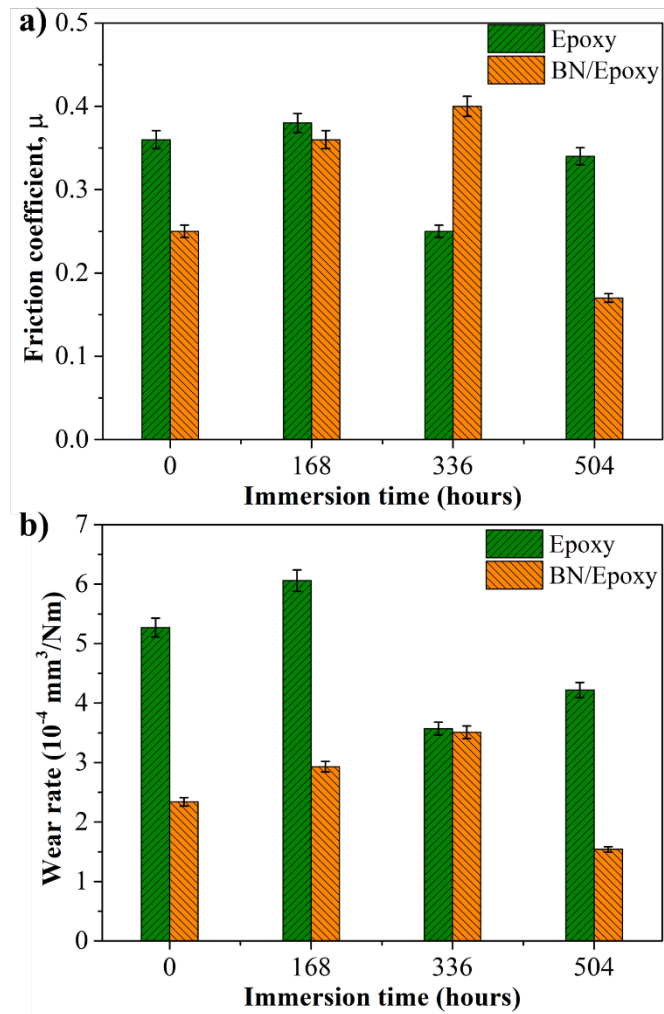 a)
0.5
0.4
0.3
0.2
0.1
0.0
Friction coefficient, μ
Epoxy
BN/Epoxy
0 168 336 504
Immersion time (hours)
b)
7
6
5
4
3
2
1
0
Wear rate (10⁻⁴ mm³/Nm)
Epoxy
BN/Epoxy
0 168 336 504
Immersion time (hours)